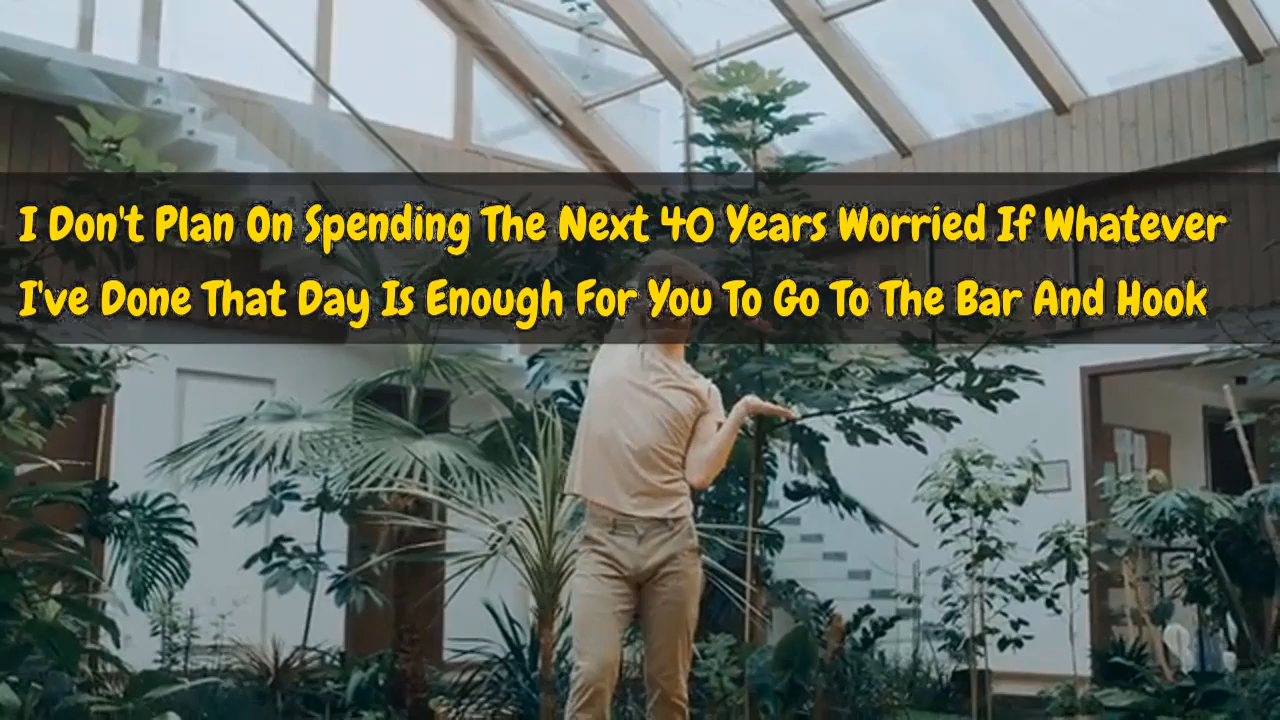 I Don't Plan On Spending The Next 40 Years Worried If Whatever
I've Done That Day Is Enough For You To Go To The Bar And Hook